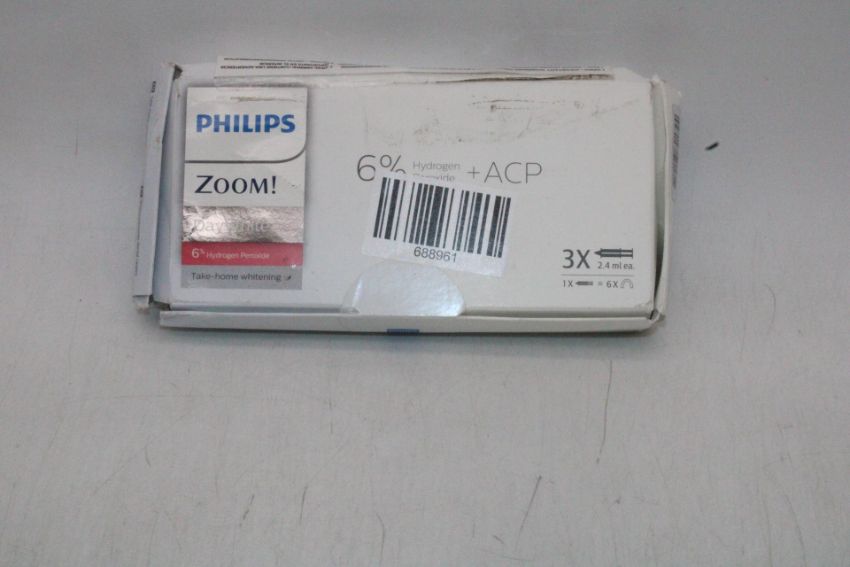 PHILIPS
ZOOM!
DayWhite
6% Hydrogen Peroxide
Take-home whitening
6% Hydrogen
Peroxide
+ACP
688961
3X
2.4 ml ea.
1X = 6X